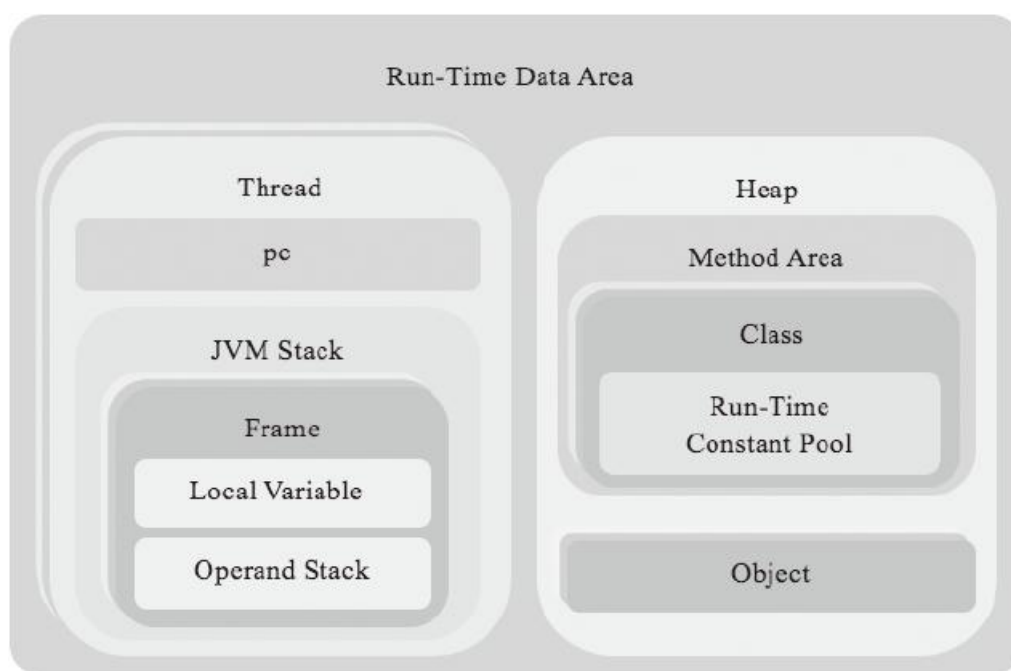 Run-Time Data Area
Thread
pc
JVM Stack
Frame
Local Variable
Operand Stack
Heap
Method Area
Class
Run-Time
Constant Pool
Object